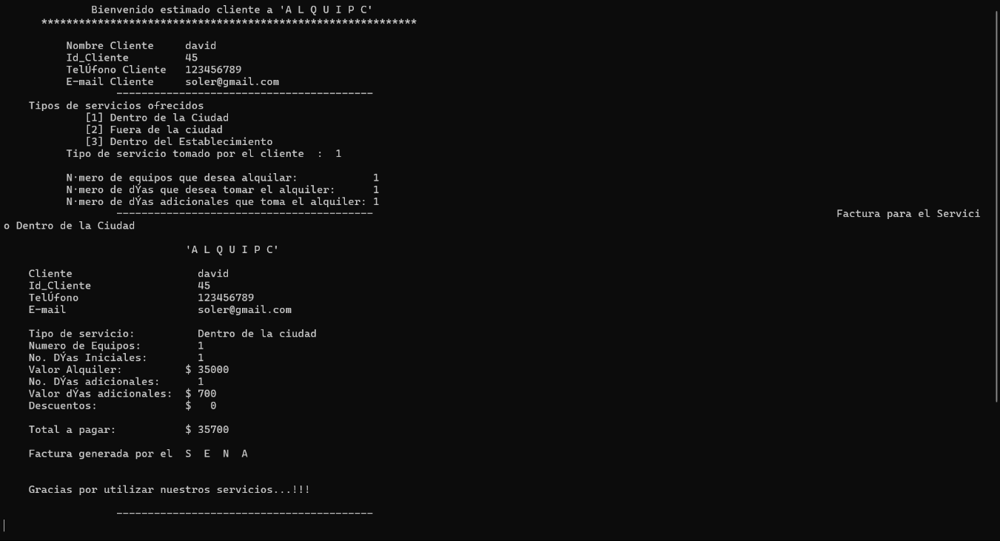 Bienvenido estimado cliente a 'A L Q U I P C'
************************************************************
Nombre Cliente     david
Id_Cliente         45
TelÚfono Cliente   123456789
E-mail Cliente     soler@gmail.com
-----------------------------------------
Tipos de servicios ofrecidos
[1] Dentro de la Ciudad
[2] Fuera de la ciudad
[3] Dentro del Establecimiento
Tipo de servicio tomado por el cliente  :  1
N·mero de equipos que desea alquilar:            1
N·mero de dÝas que desea tomar el alquiler:      1
N·mero de dÝas adicionales que toma el alquiler: 1
-----------------------------------------                                                                          Factura para el Servici
o Dentro de la Ciudad
'A L Q U I P C'
Cliente                    david
Id_Cliente                 45
TelÚfono                   123456789
E-mail                     soler@gmail.com
Tipo de servicio:          Dentro de la ciudad
Numero de Equipos:         1
No. DÝas Iniciales:        1
Valor Alquiler:          $ 35000
No. DÝas adicionales:      1
Valor dÝas adicionales:  $ 700
Descuentos:              $   0
Total a pagar:           $ 35700
Factura generada por el  S  E  N  A
Gracias por utilizar nuestros servicios...!!!
-----------------------------------------